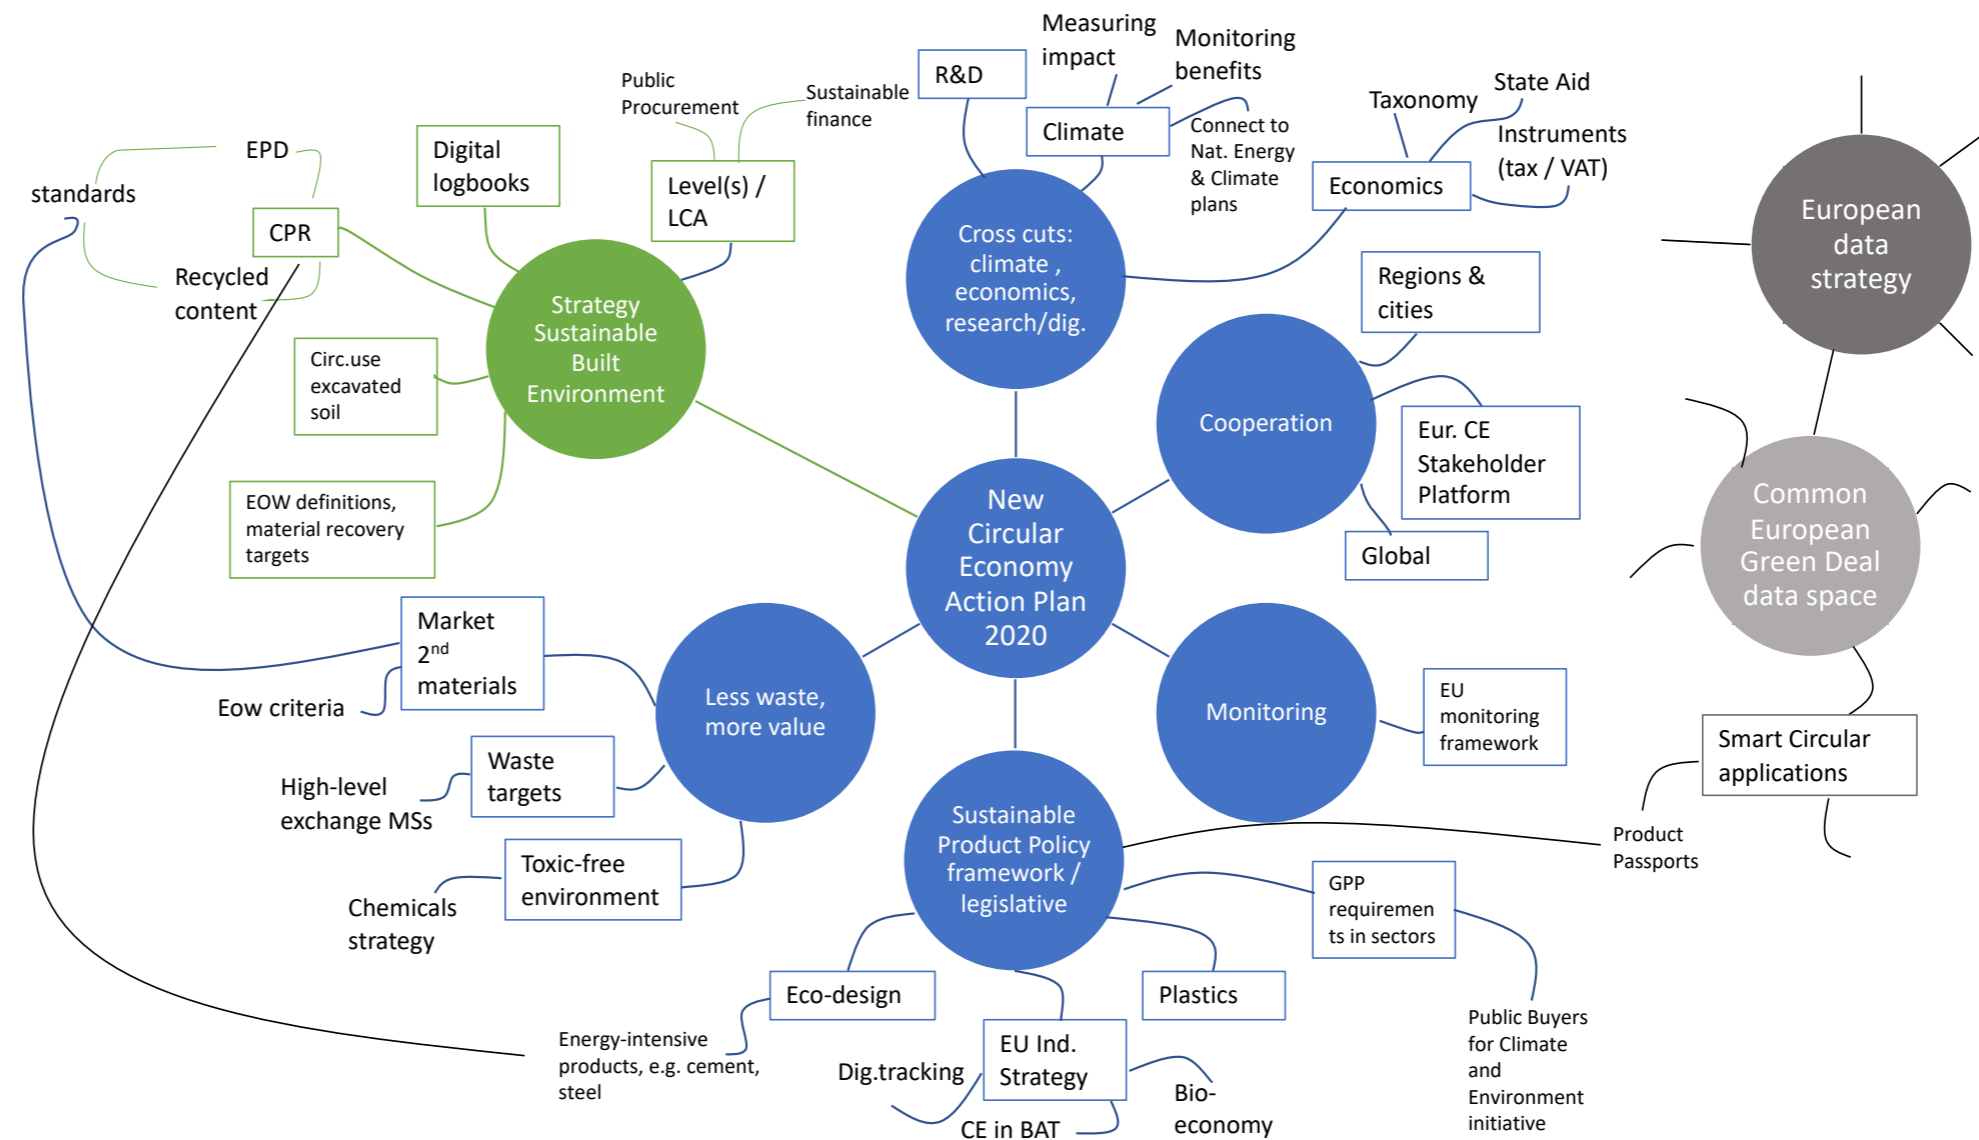 Measuring
impact
Monitoring
benefits
R&D
Public
Procurement
Sustainable
finance
Climate
Taxonomy
State Aid
Connect to
Nat. Energy
& Climate
plans
Instruments
(tax / VAT)
EPD
standards
CPR
Recycled
content
Digital
logbooks
Level(s) /
LCA
Economics
European
data
strategy
Cross cuts:
climate ,
economics,
research/dig.
Strategy
Sustainable
Built
Environment
Regions &
cities
Circ.use
excavated
soil
Cooperation
Eur. CE
Stakeholder
Platform
Global
EOW definitions,
material recovery
targets
New
Circular
Economy
Action Plan
2020
Common
European
Green Deal
data space
Market
2nd
materials
Eow criteria
Less waste,
more value
Monitoring
EU
monitoring
framework
Smart Circular
applications
Waste
targets
High-level
exchange MSs
Sustainable
Product Policy
framework /
legislative
Product
Passports
Toxic-free
environment
Chemicals
strategy
GPP
requiremen
ts in sectors
Eco-design
Plastics
Energy-intensive
products, e.g. cement,
steel
EU Ind.
Strategy
Dig.tracking
CE in BAT
Bio-
economy
Public Buyers
for Climate
and
Environment
initiative